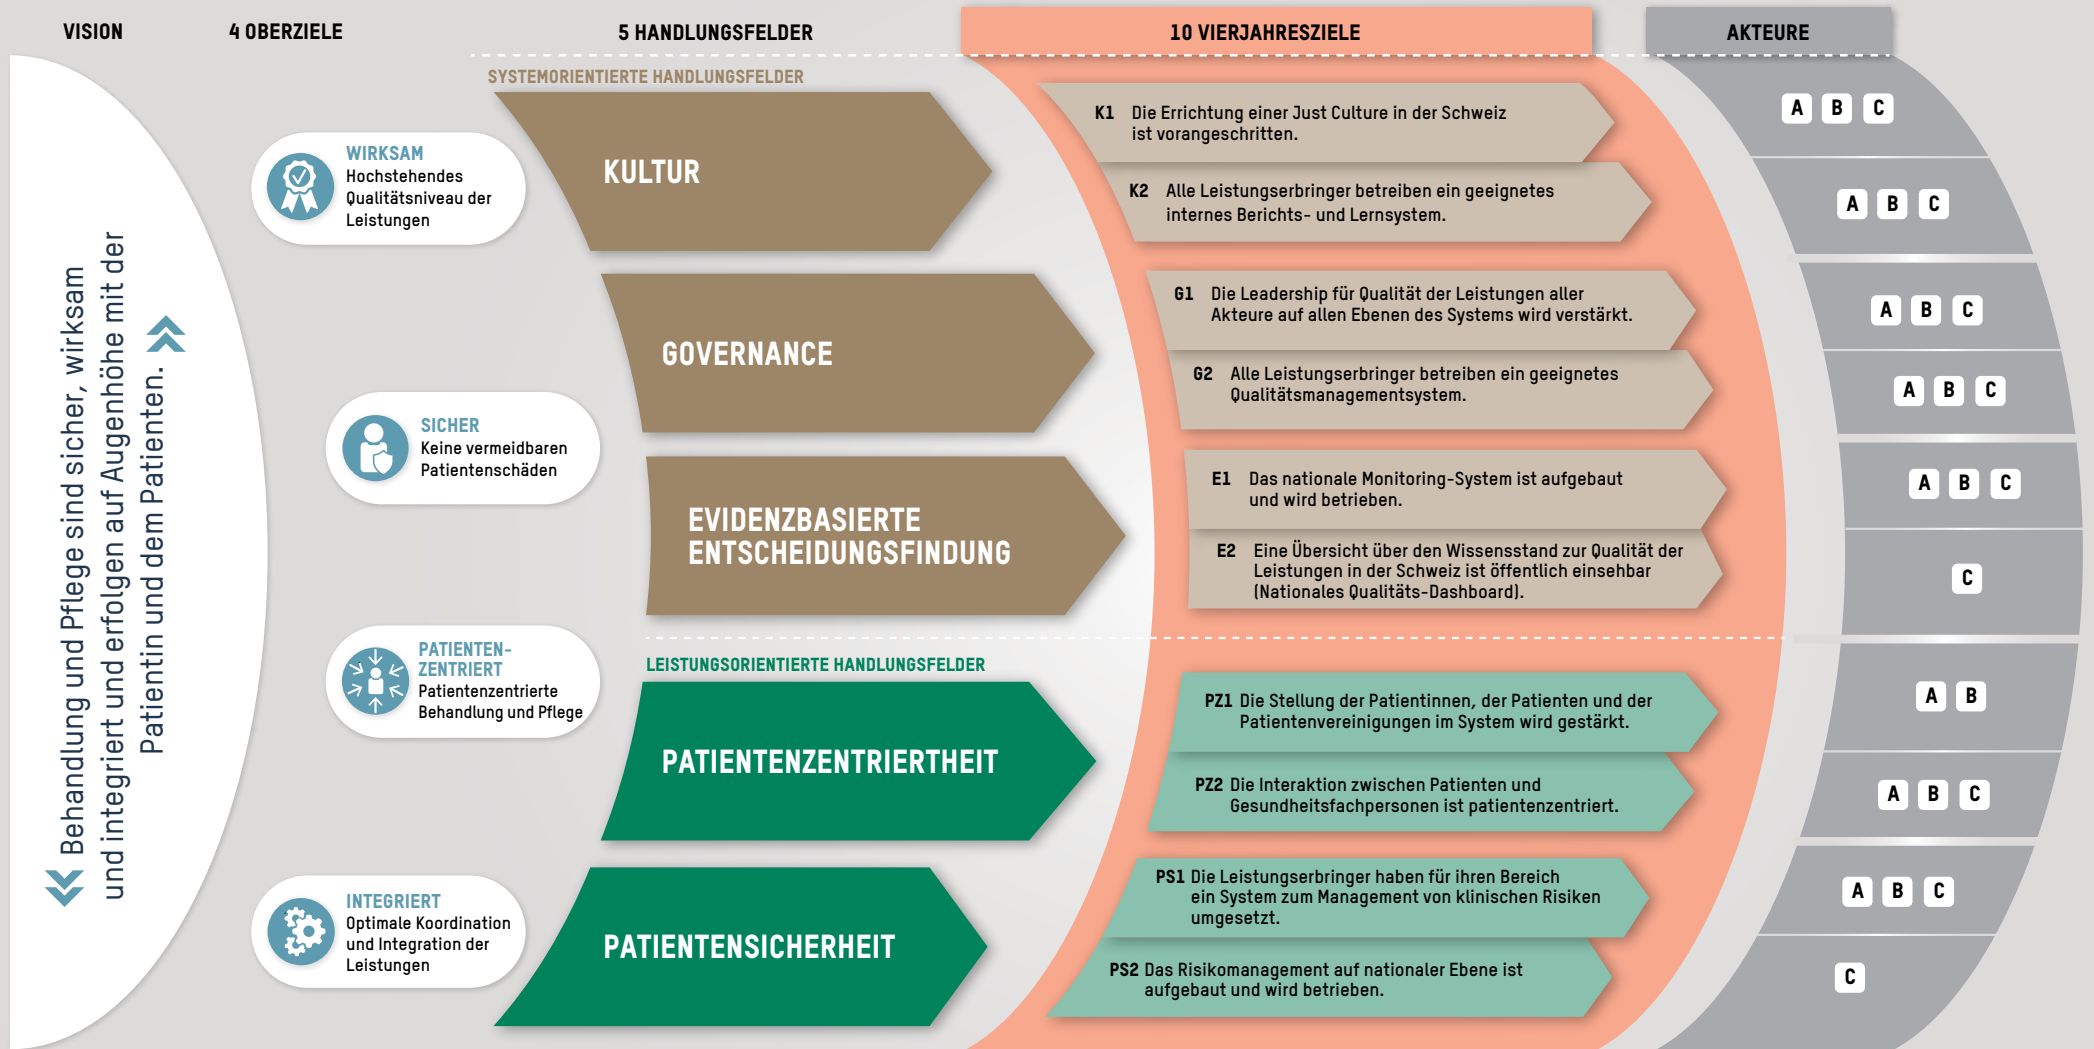 VISION
4 OBERZIELE
5 HANDLUNGSFELDER
10 VIERJAHRESZIELE
AKTEURE
Behandlung und Pflege sind sicher, wirksam
und integriert und erfolgen auf Augenhöhe mit der
Patientin und dem Patienten.
WIRKSAM
Hochstehendes
Qualitätsniveau der
Leistungen
SICHER
Keine vermeidbaren
Patientenschäden
PATIENTEN-
ZENTRIERT
Patientenzentrierte
Behandlung und Pflege
INTEGRIERT
Optimale Koordination
und Integration der
Leistungen
SYSTEMORIENTIERTE HANDLUNGSFELDER
KULTUR
K1 Die Errichtung einer Just Culture in der Schweiz
ist vorangeschritten.
A B C
K2 Alle Leistungserbringer betreiben ein geeignetes
internes Berichts- und Lernsystem.
A B C
GOVERNANCE
G1 Die Leadership für Qualität der Leistungen aller
Akteure auf allen Ebenen des Systems wird verstärkt.
A B C
G2 Alle Leistungserbringer betreiben ein geeignetes
Qualitätsmanagementsystem.
A B C
EVIDENZBASIERTE
ENTSCHEIDUNGSFINDUNG
E1 Das nationale Monitoring-System ist aufgebaut
und wird betrieben.
A B C
E2 Eine Übersicht über den Wissensstand zur Qualität der
Leistungen in der Schweiz ist öffentlich einsehbar
(Nationales Qualitäts-Dashboard).
C
LEISTUNGSORIENTIERTE HANDLUNGSFELDER
PATIENTENZENTRIERTHEIT
PZ1 Die Stellung der Patientinnen, der Patienten und der
Patientenvereinigungen im System wird gestärkt.
A B
PZ2 Die Interaktion zwischen Patienten und
Gesundheitsfachpersonen ist patientenzentriert.
A B C
PATIENTENSICHERHEIT
PS1 Die Leistungserbringer haben für ihren Bereich
ein System zum Management von klinischen Risiken
umgesetzt.
A B C
PS2 Das Risikomanagement auf nationaler Ebene ist
aufgebaut und wird betrieben.
C